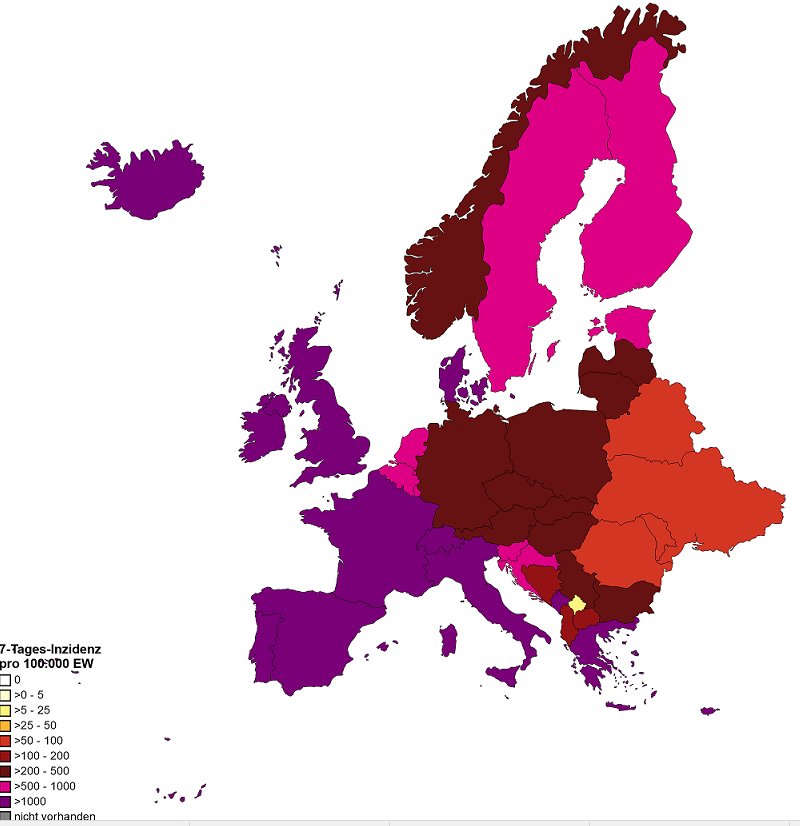 7-Tages-Inzidenz
pro 100.000 EW
0
>0 - 5
>5 - 25
>25 - 50
>50 - 100
>100 - 200
>200 - 500
>500 - 1000
>1000
nicht vorhanden